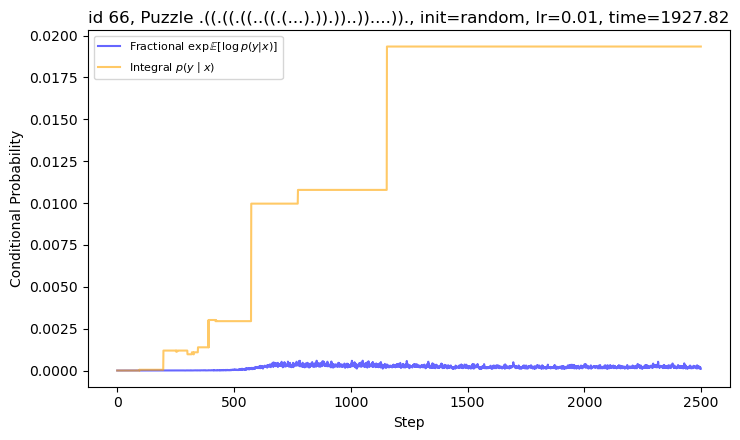 id 66, Puzzle .((.((.((..((.(...).)).))..))....))., init=random, lr=0.01, time=1927.82
Fractional exp𝔼[log p(y|x)]
Integral p(y | x)
Conditional Probability
0.0200
0.0175
0.0150
0.0125
0.0100
0.0075
0.0050
0.0025
0.0000
0 500 1000 1500 2000 2500
Step